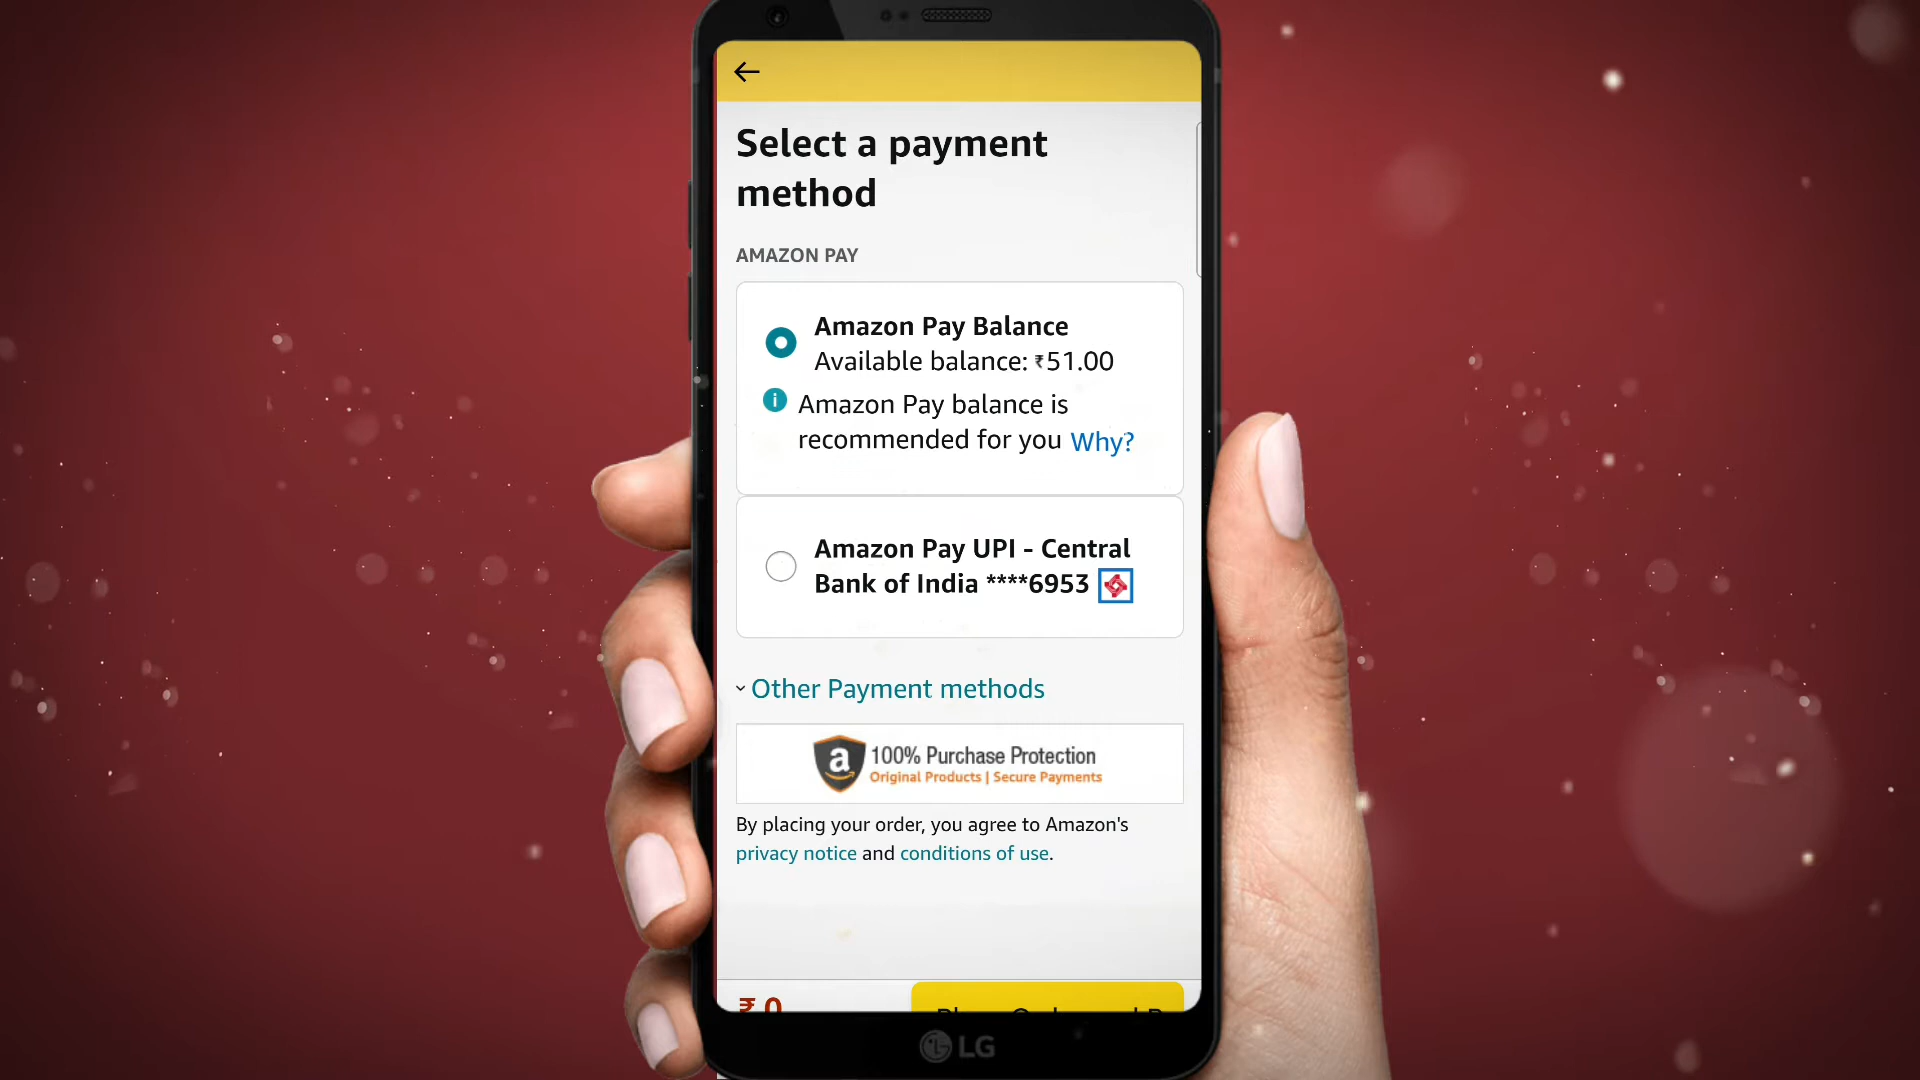 Select a payment
method
AMAZON PAY
Amazon Pay Balance
Available balance: ₹51.00
i Amazon Pay balance is
recommended for you Why?
Amazon Pay UPI - Central
Bank of India ****6953
Other Payment methods
a 100% Purchase Protection
Original Products | Secure Payments
By placing your order, you agree to Amazon's
privacy notice and conditions of use.
₹ 0
LG